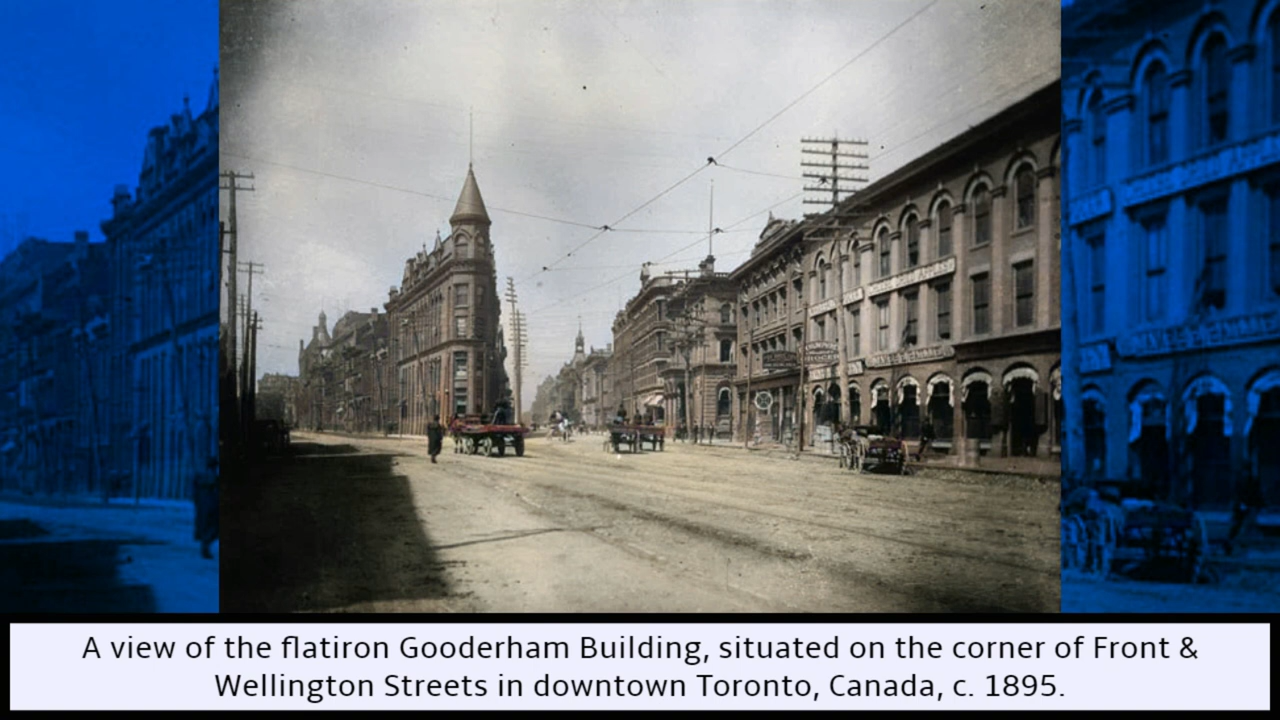 A view of the flatiron Gooderham Building, situated on the corner of Front &
Wellington Streets in downtown Toronto, Canada, c. 1895.